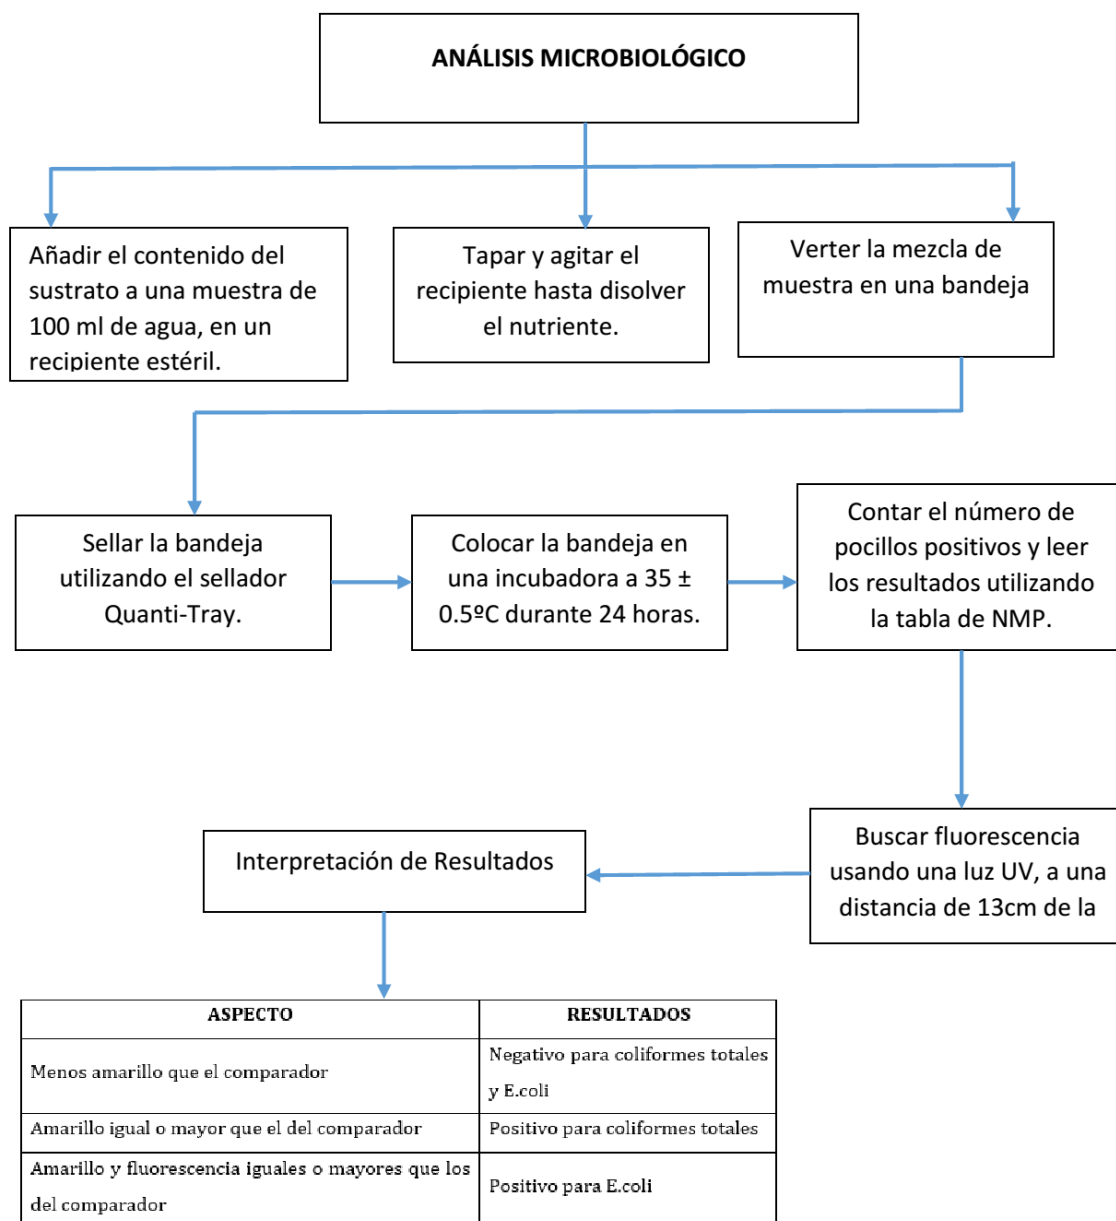 ANÁLISIS MICROBIOLÓGICO
Añadir el contenido del
sustrato a una muestra de
100 ml de agua, en un
recipiente estéril.
Tapar y agitar el
recipiente hasta disolver
el nutriente.
Verter la mezcla de
muestra en una bandeja
Sellar la bandeja
utilizando el sellador
Quanti-Tray.
Colocar la bandeja en
una incubadora a 35 ±
0.5ºC durante 24 horas.
Contar el número de
pocillos positivos y leer
los resultados utilizando
la tabla de NMP.
Buscar fluorescencia
usando una luz UV, a una
distancia de 13cm de la
Interpretación de Resultados
ASPECTO
RESULTADOS
Menos amarillo que el comparador
Negativo para coliformes totales
y E.coli
Amarillo igual o mayor que el del comparador
Positivo para coliformes totales
Amarillo y fluorescencia iguales o mayores que los
del comparador
Positivo para E.coli